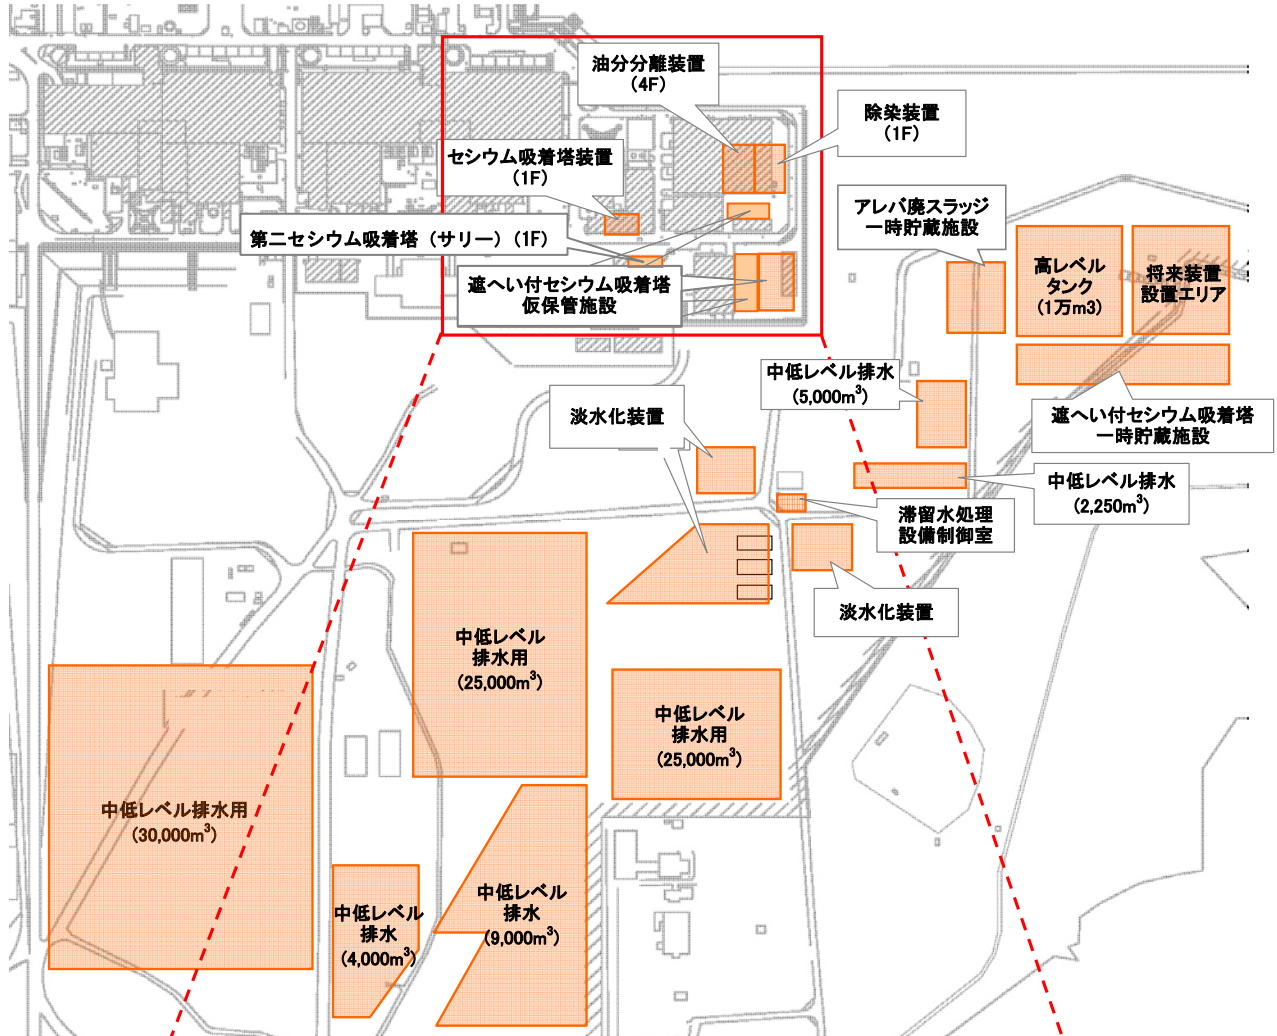 油分分離装置
(4F)
除染装置
(1F)
セシウム吸着塔装置
(1F)
アレバ廃スラッジ
一時貯蔵施設
第二セシウム吸着塔（サリー）(1F)
遮へい付セシウム吸着塔
仮保管施設
高レベル
タンク
(1万m3)
将来装置
設置エリア
中低レベル排水
(5,000m³)
遮へい付セシウム吸着塔
一時貯蔵施設
淡水化装置
中低レベル排水
(2,250m³)
滞留水処理
設備制御室
淡水化装置
中低レベル
排水用
(25,000m³)
中低レベル
排水用
(25,000m³)
中低レベル排水用
(30,000m³)
中低レベル
排水
(9,000m³)
中低レベル
排水
(4,000m³)